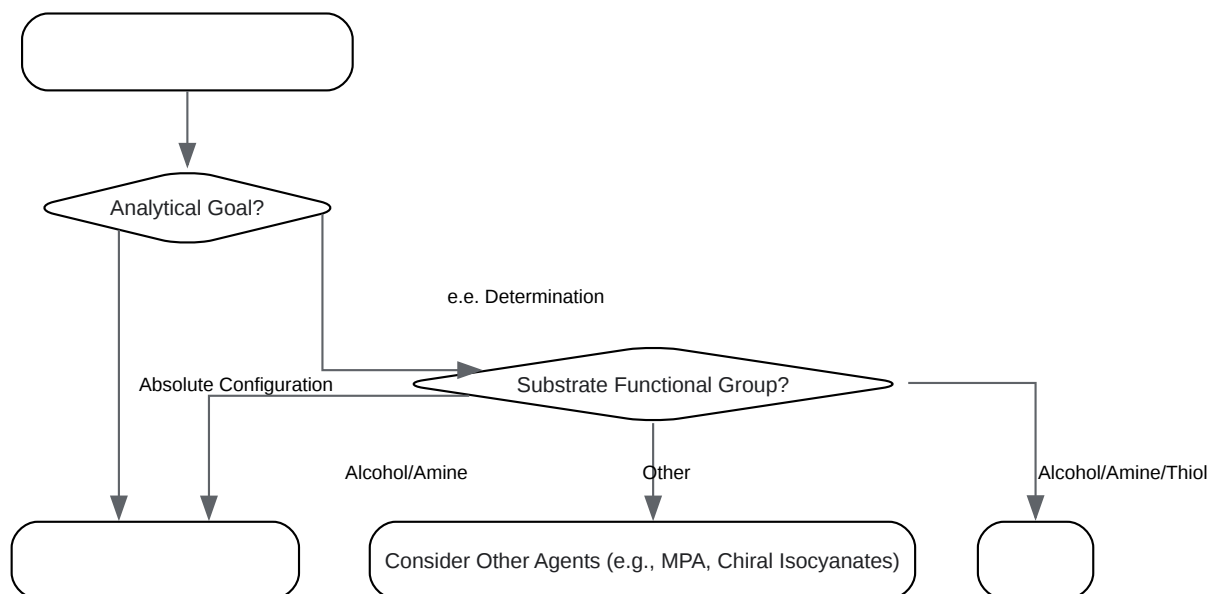 Analytical Goal?
e.e. Determination
Absolute Configuration
Substrate Functional Group?
Alcohol/Amine
Other
Alcohol/Amine/Thiol
Consider Other Agents (e.g., MPA, Chiral Isocyanates)